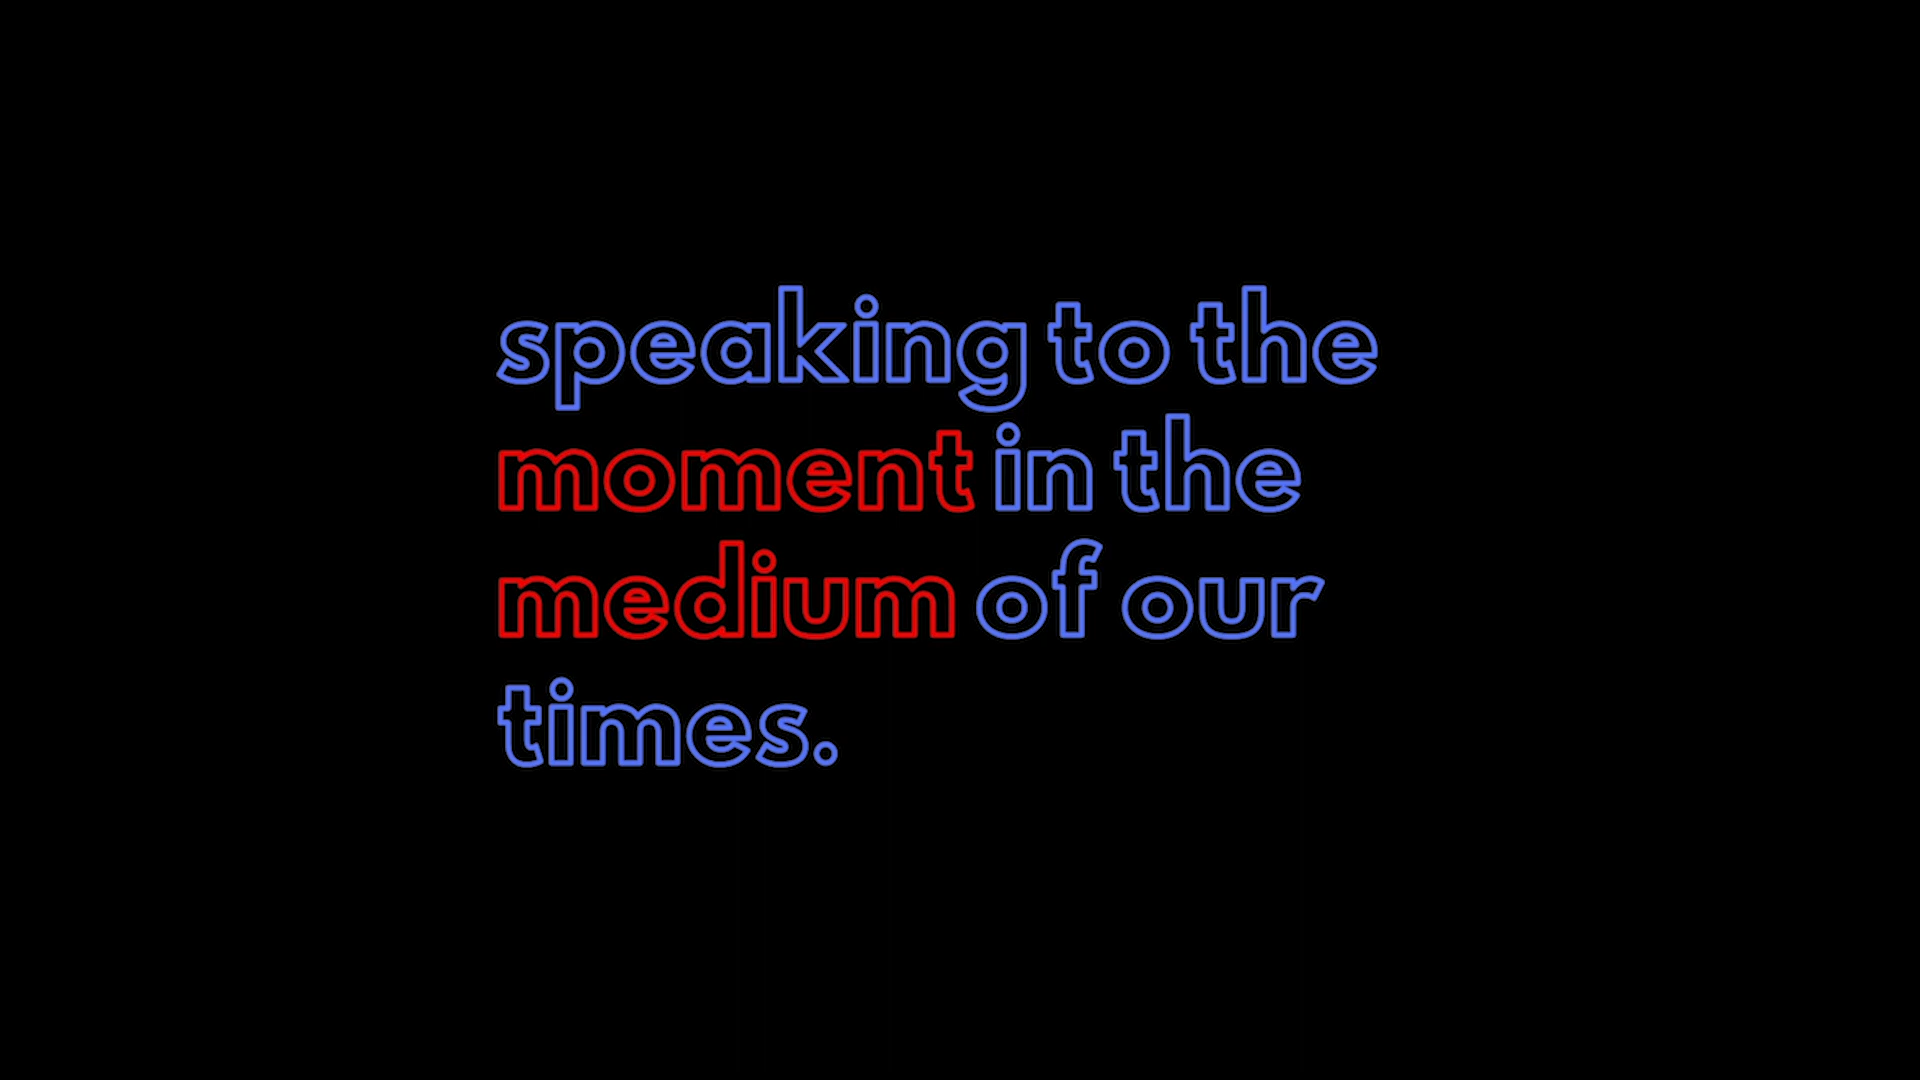 speaking to the
moment in the
medium of our
times.